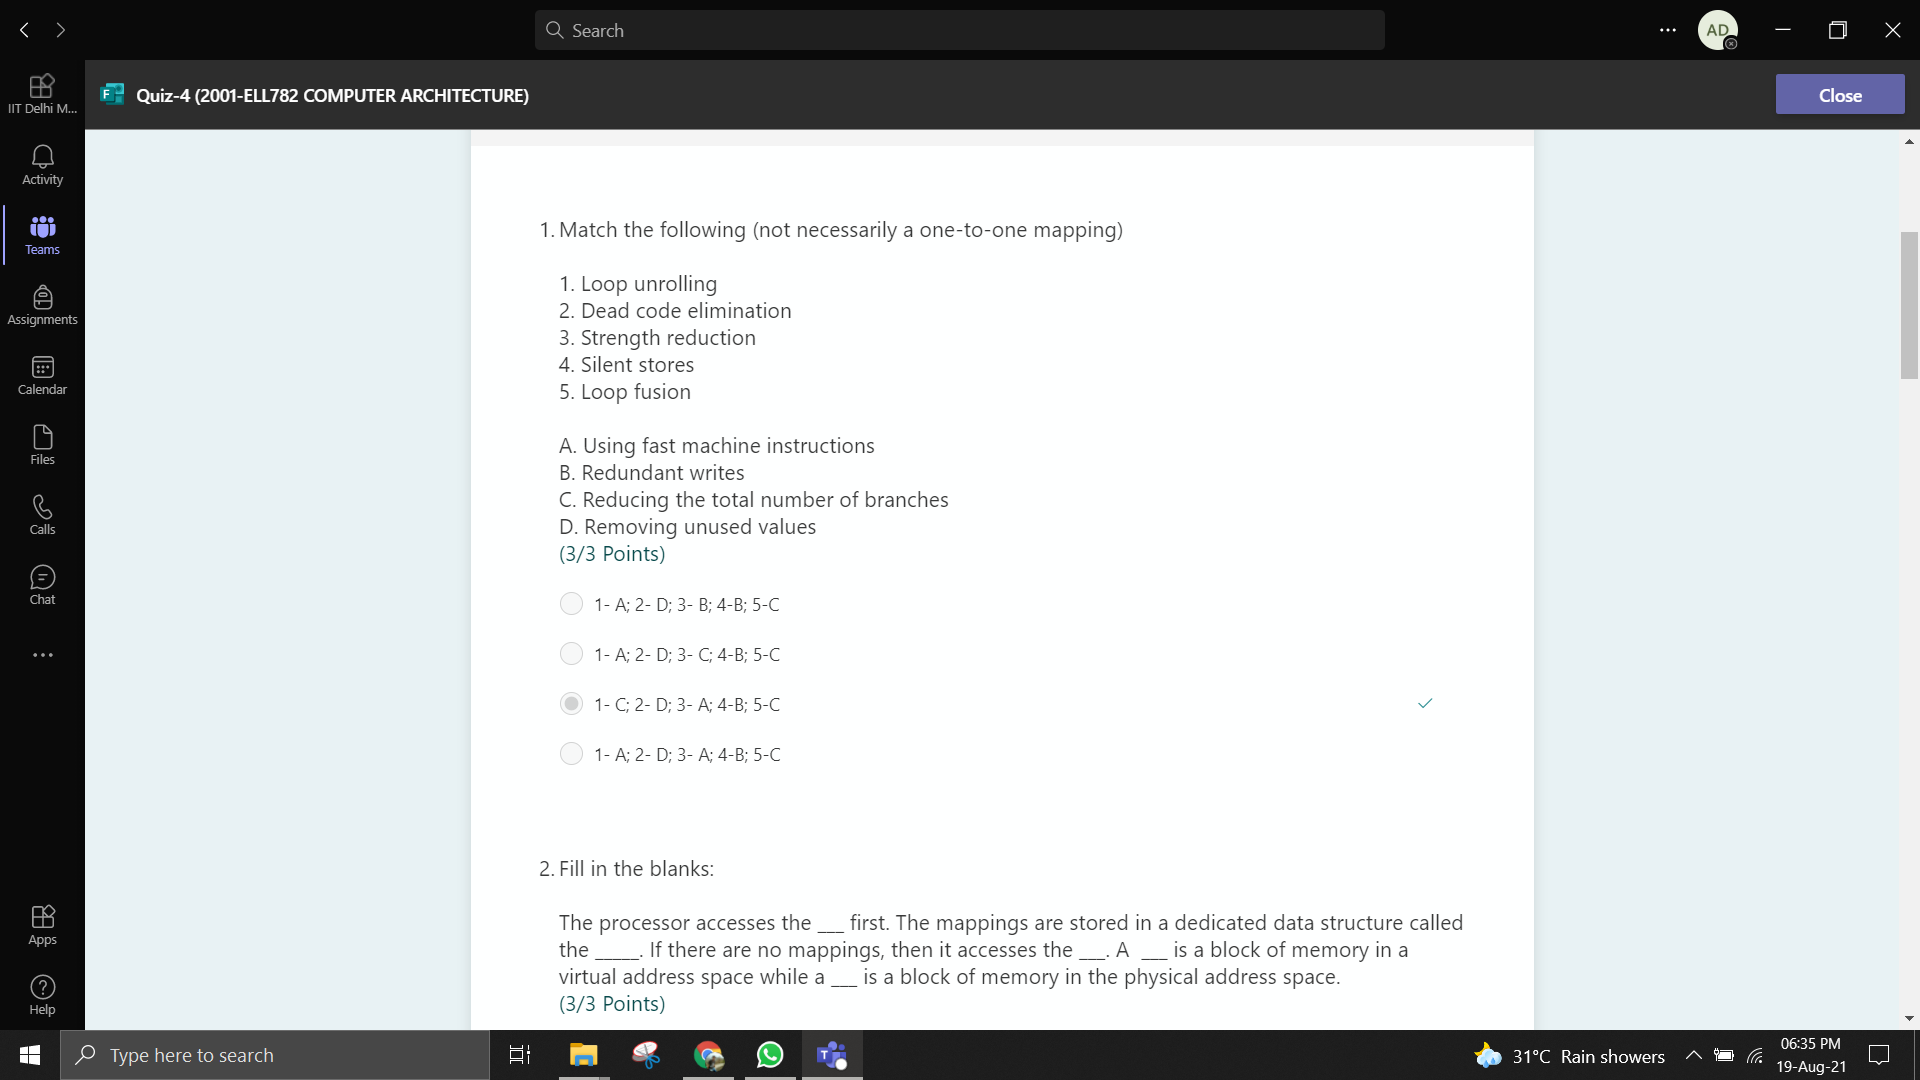 Search
AD
IIT Delhi M...
Quiz-4 (2001-ELL782 COMPUTER ARCHITECTURE)
Close
Activity
Teams
Assignments
Calendar
Files
Calls
Chat
Apps
Help
1. Match the following (not necessarily a one-to-one mapping)
1. Loop unrolling
2. Dead code elimination
3. Strength reduction
4. Silent stores
5. Loop fusion
A. Using fast machine instructions
B. Redundant writes
C. Reducing the total number of branches
D. Removing unused values
(3/3 Points)
1- A; 2- D; 3- B; 4-B; 5-C
1- A; 2- D; 3- C; 4-B; 5-C
1- C; 2- D; 3- A; 4-B; 5-C
1- A; 2- D; 3- A; 4-B; 5-C
2. Fill in the blanks:
The processor accesses the ___ first. The mappings are stored in a dedicated data structure called
the _____. If there are no mappings, then it accesses the ___. A ___ is a block of memory in a
virtual address space while a ___ is a block of memory in the physical address space.
(3/3 Points)
Type here to search
31°C Rain showers
06:35 PM
19-Aug-21